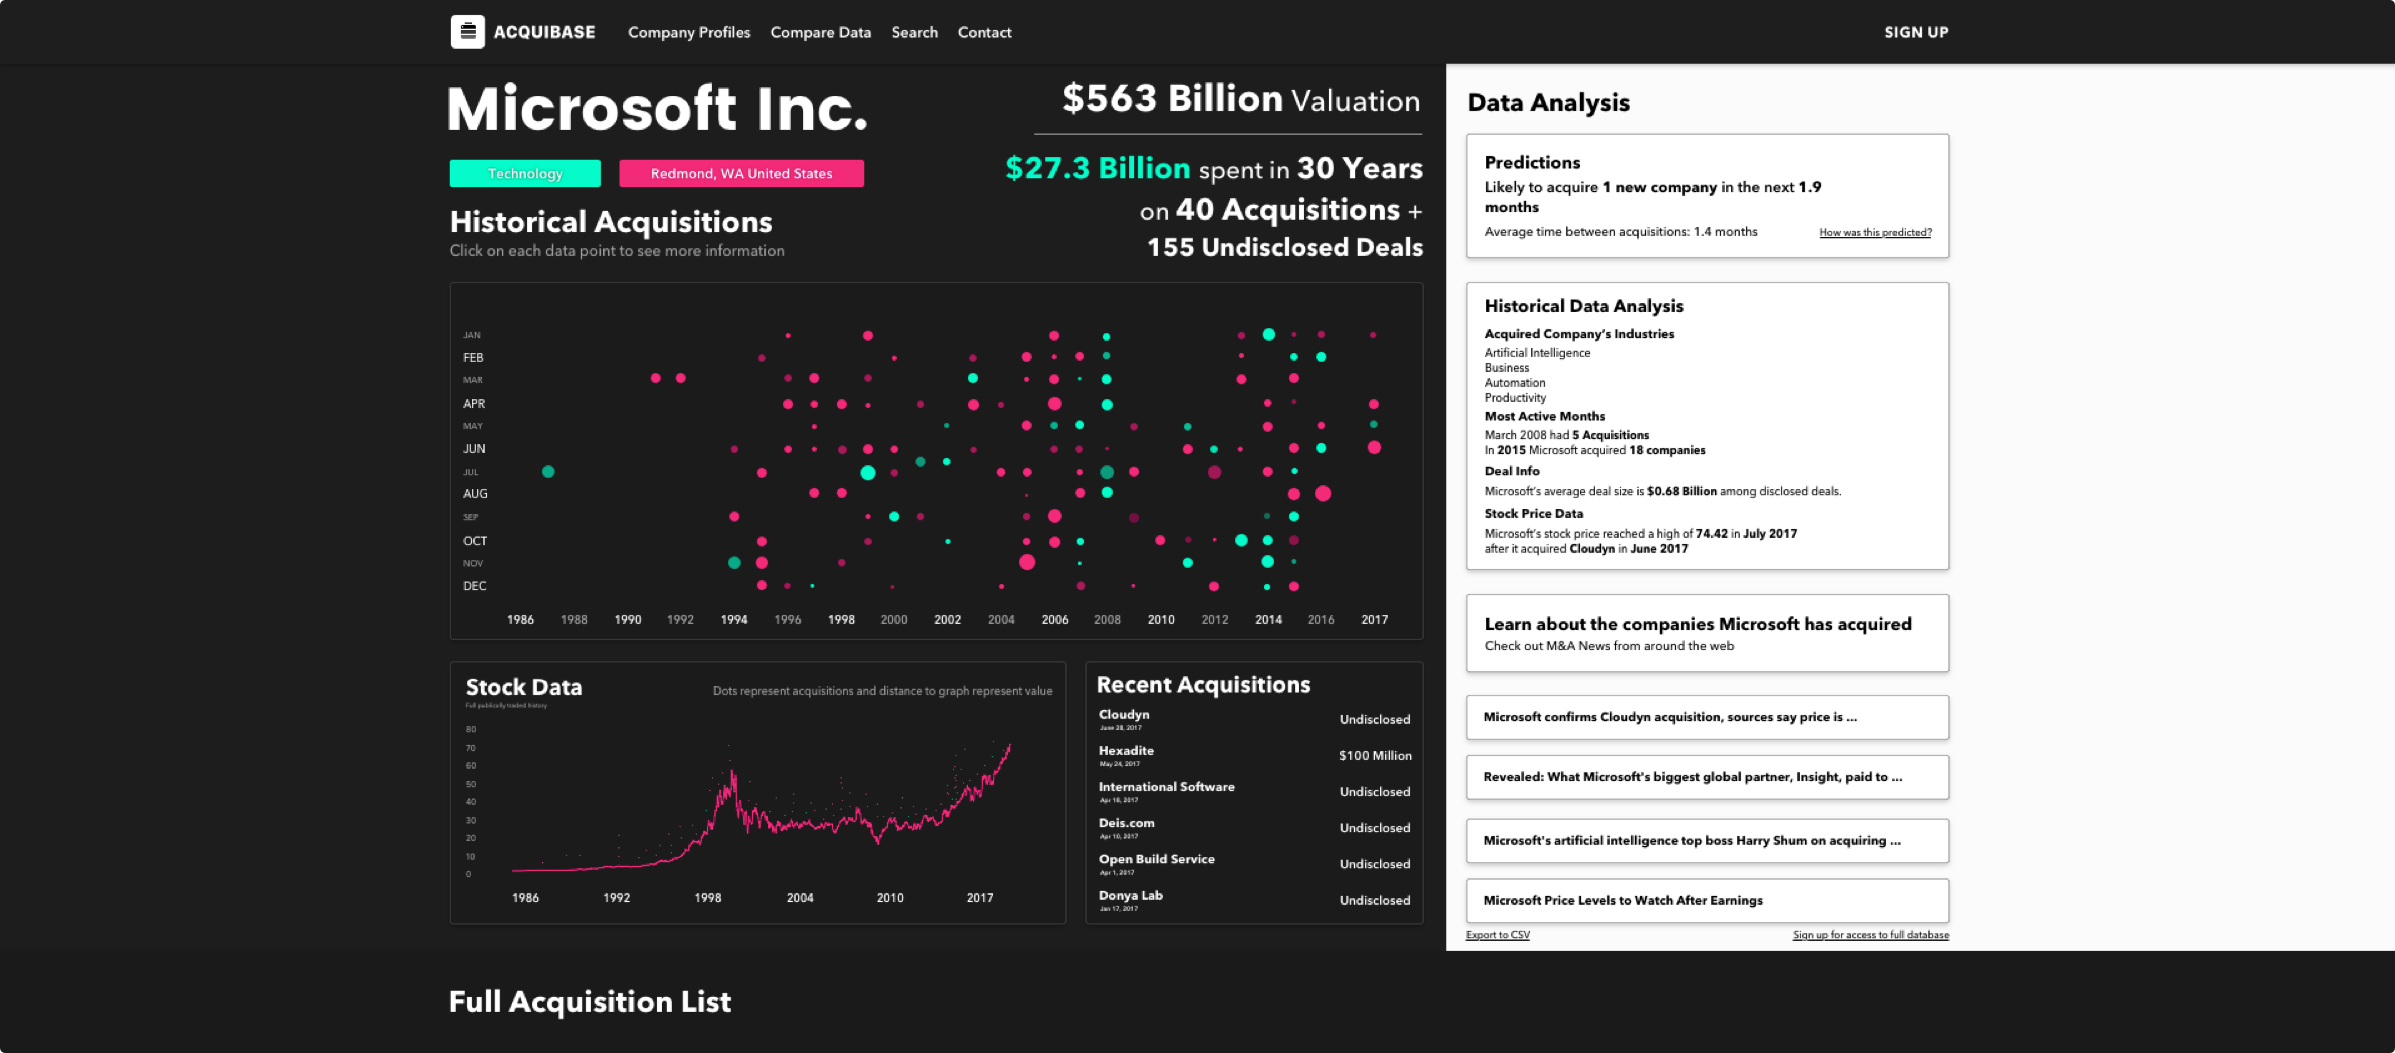 ACQUIBASE
Company Profiles
Compare Data
Search
Contact
SIGN UP
Microsoft Inc.
Technology
Redmond, WA United States
Historical Acquisitions
Click on each data point to see more information
$563 Billion Valuation
$27.3 Billion spent in 30 Years
on 40 Acquisitions +
155 Undisclosed Deals
JAN
FEB
MAR
APR
MAY
JUN
JUL
AUG
SEP
OCT
NOV
DEC
1986 1988 1990 1992 1994 1996 1998 2000 2002 2004 2006 2008 2010 2012 2014 2016 2017
Stock Data
Full publically traded history
Dots represent acquisitions and distance to graph represent value
80
70
60
50
40
30
20
10
0
1986 1992 1998 2004 2010 2017
Recent Acquisitions
Cloudyn
June 28, 2017
Undisclosed
Hexadite
May 24, 2017
$100 Million
International Software
Apr 18, 2017
Undisclosed
Deis.com
Apr 10, 2017
Undisclosed
Open Build Service
Apr 1, 2017
Undisclosed
Donya Lab
Jan 17, 2017
Undisclosed
Data Analysis
Predictions
Likely to acquire 1 new company in the next 1.9
months
Average time between acquisitions: 1.4 months
How was this predicted?
Historical Data Analysis
Acquired Company's Industries
Artificial Intelligence
Business
Automation
Productivity
Most Active Months
March 2008 had 5 Acquisitions
In 2015 Microsoft acquired 18 companies
Deal Info
Microsoft's average deal size is $0.68 Billion among disclosed deals.
Stock Price Data
Microsoft's stock price reached a high of 74.42 in July 2017
after it acquired Cloudyn in June 2017
Learn about the companies Microsoft has acquired
Check out M&A News from around the web
Microsoft confirms Cloudyn acquisition, sources say price is ...
Revealed: What Microsoft's biggest global partner, Insight, paid to ...
Microsoft's artificial intelligence top boss Harry Shum on acquiring ...
Microsoft Price Levels to Watch After Earnings
Export to CSV
Sign up for access to full database
Full Acquisition List